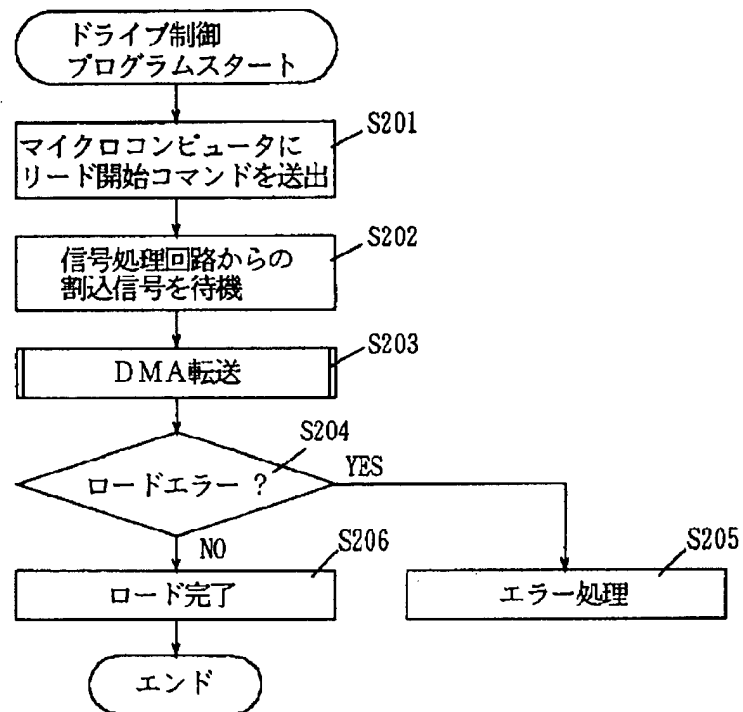 ドライブ制御
プログラムスタート
S201
マイクロコンピュータに
リード開始コマンドを送出
S202
信号処理回路からの
割込信号を待機
S203
DMA転送
S204
ロードエラー ?
YES
NO
S206
ロード完了
S205
エラー処理
エンド